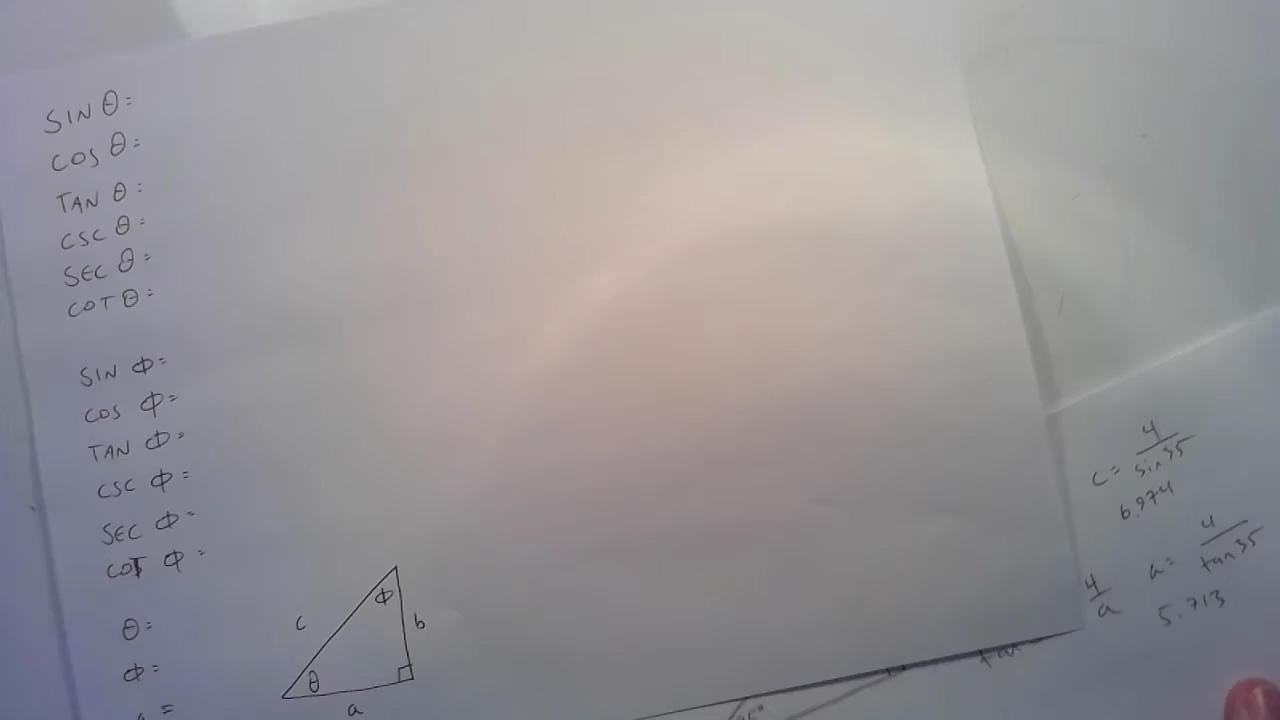 SIN θ=
COS θ=
TAN θ=
CSC θ=
SEC θ=
COT θ=
SIN Φ=
COS Φ=
TAN Φ=
CSC Φ=
SEC Φ=
COT Φ=
θ=
Φ=
=
c
Φ
b
θ
a
c= 4/sin35
6.974
4/a
a= 4/tan35
5.713
tan